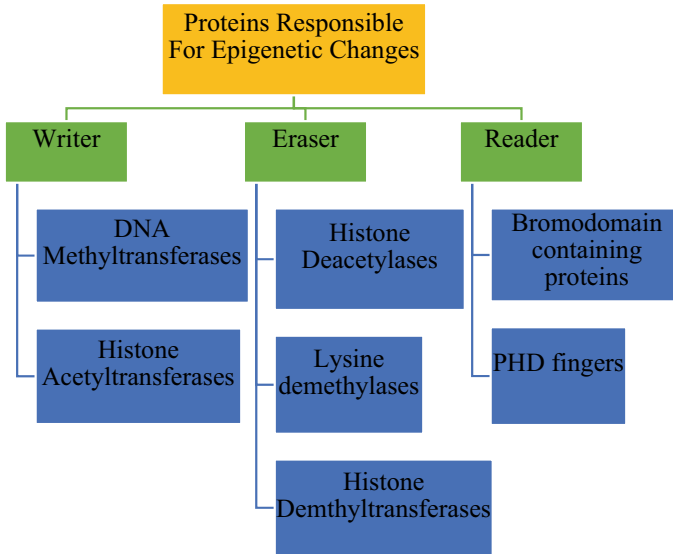 Proteins Responsible
For Epigenetic Changes
Writer
Eraser
Reader
DNA
Methyltransferases
Histone
Acetyltransferases
Histone
Deacetylases
Lysine
demethylases
Histone
Demthyltransferases
Bromodomain
containing
proteins
PHD fingers